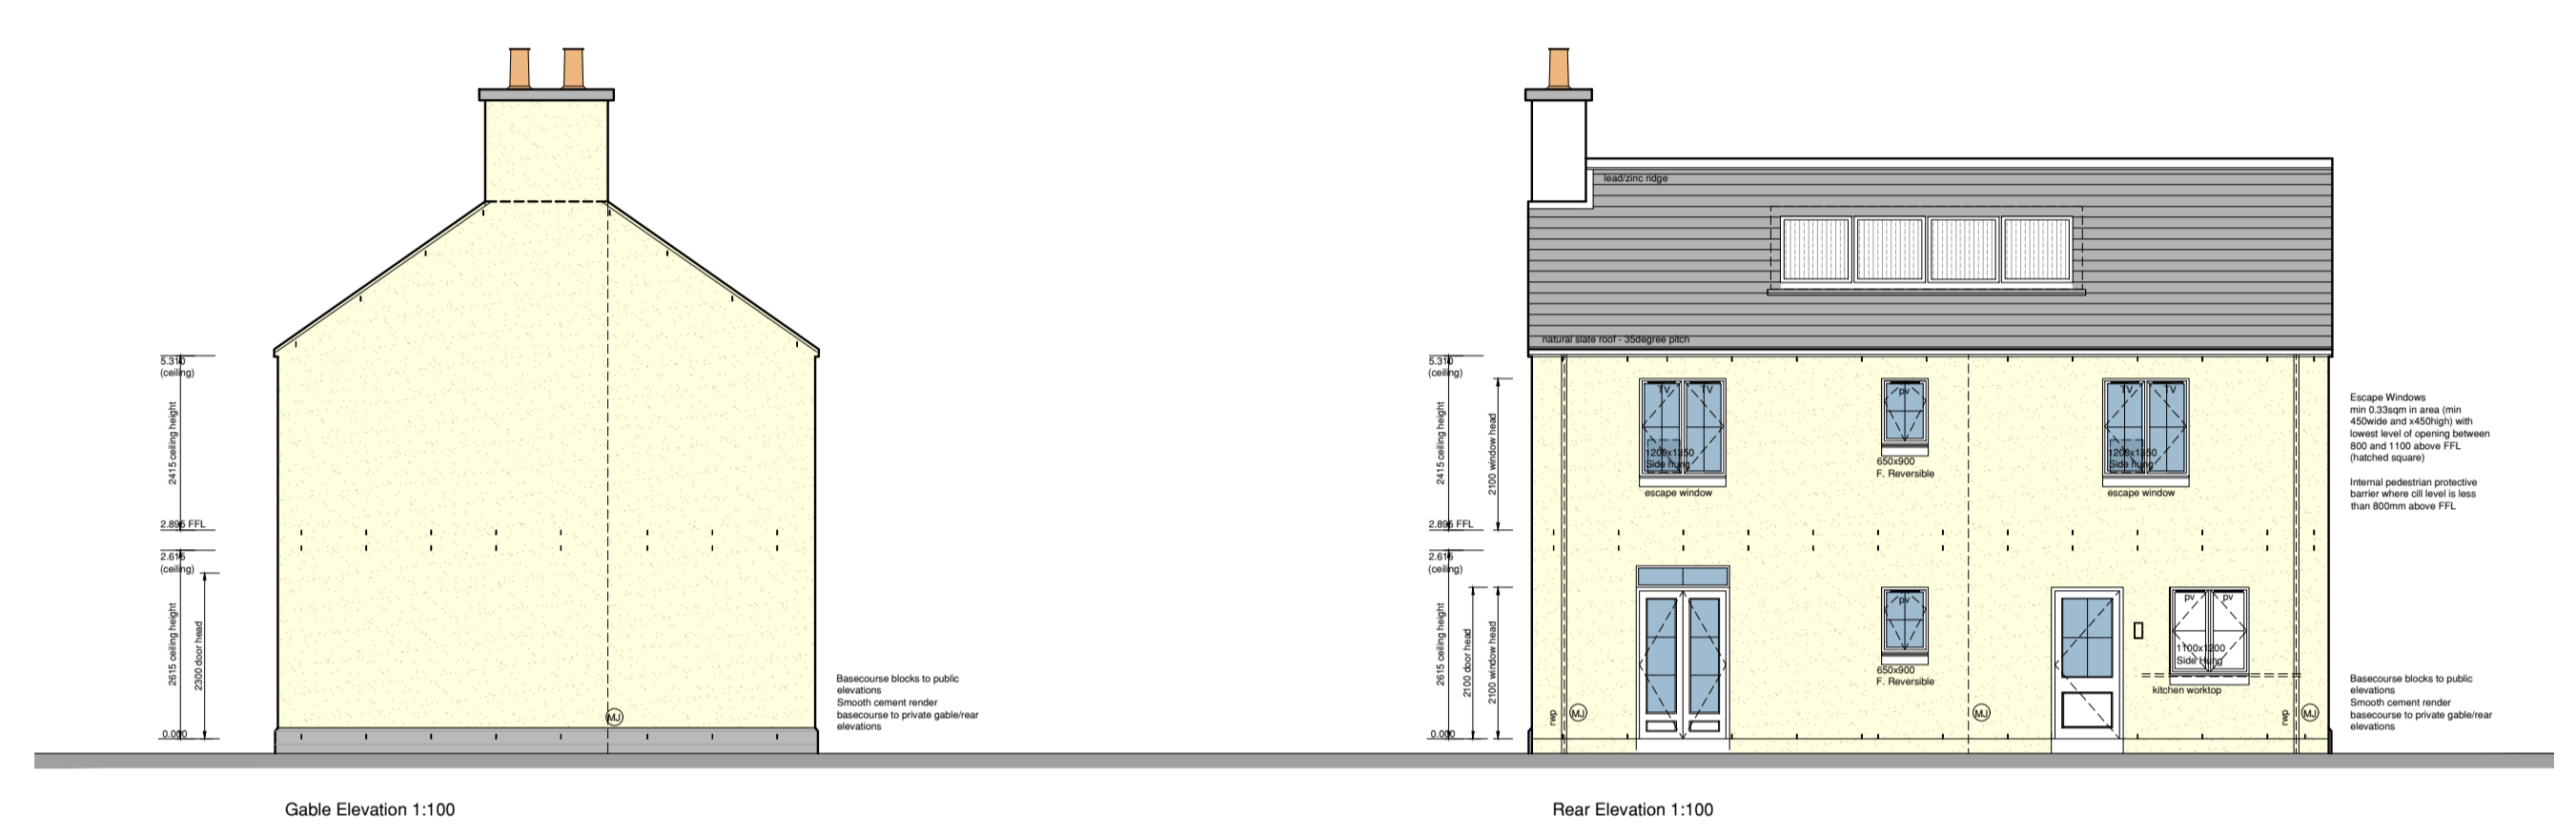 5.310
(ceiling)
2415 ceiling height
2.895 FFL
2.615
(ceiling)
2615 ceiling height
2300 door head
0.000
MJ
Basecourse blocks to public
elevations
Smooth cement render
basecourse to private gable/rear
elevations
Gable Elevation 1:100
lead/zinc ridge
natural slate roof - 35degree pitch
5.310
(ceiling)
2415 ceiling height
2100 window head
2.895 FFL
2.615
(ceiling)
2615 ceiling height
2100 door head
2100 window head
0.000
TV TV
1200x1350
Side hung
escape window
pv
650x900
F. Reversible
TV TV
1200x1350
Side hung
escape window
pv
650x900
F. Reversible
pv pv
1100x1200
Side Hung
kitchen worktop
rwp
MJ
MJ
rwp
MJ
Escape Windows
min 0.33sqm in area (min
450wide and x450high) with
lowest level of opening between
800 and 1100 above FFL
(hatched square)
Internal pedestrian protective
barrier where cill level is less
than 800mm above FFL
Basecourse blocks to public
elevations
Smooth cement render
basecourse to private gable/rear
elevations
Rear Elevation 1:100